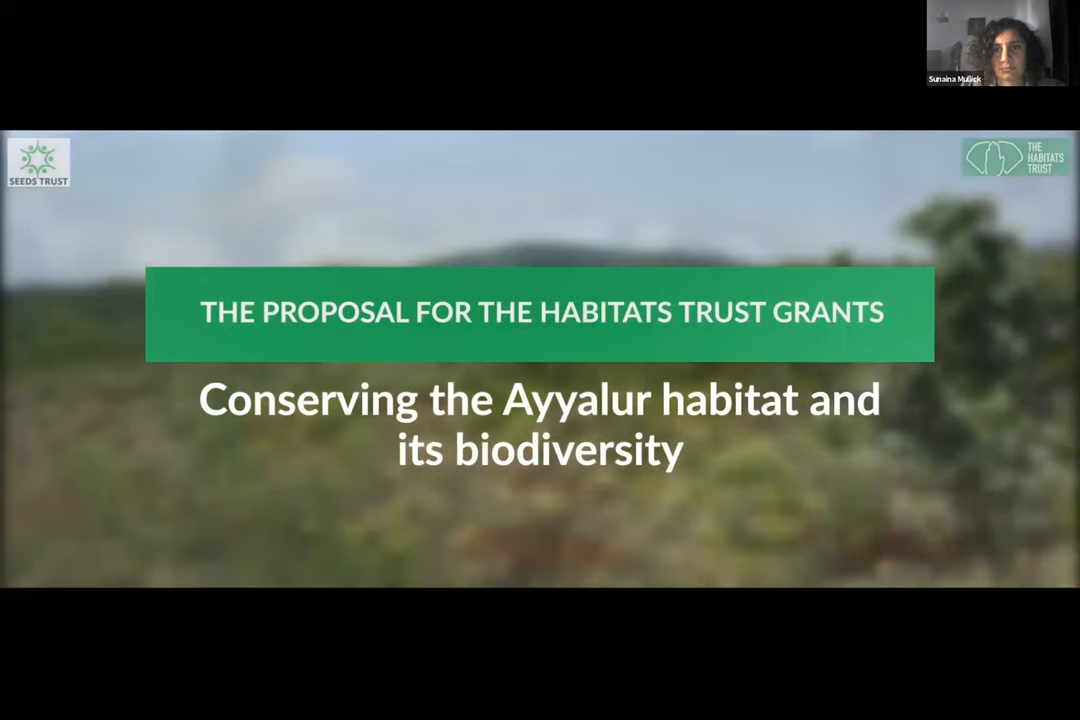 Sunaina Mullick
SEEDS TRUST
THE
HABITATS
TRUST
THE PROPOSAL FOR THE HABITATS TRUST GRANTS
Conserving the Ayyalur habitat and
its biodiversity